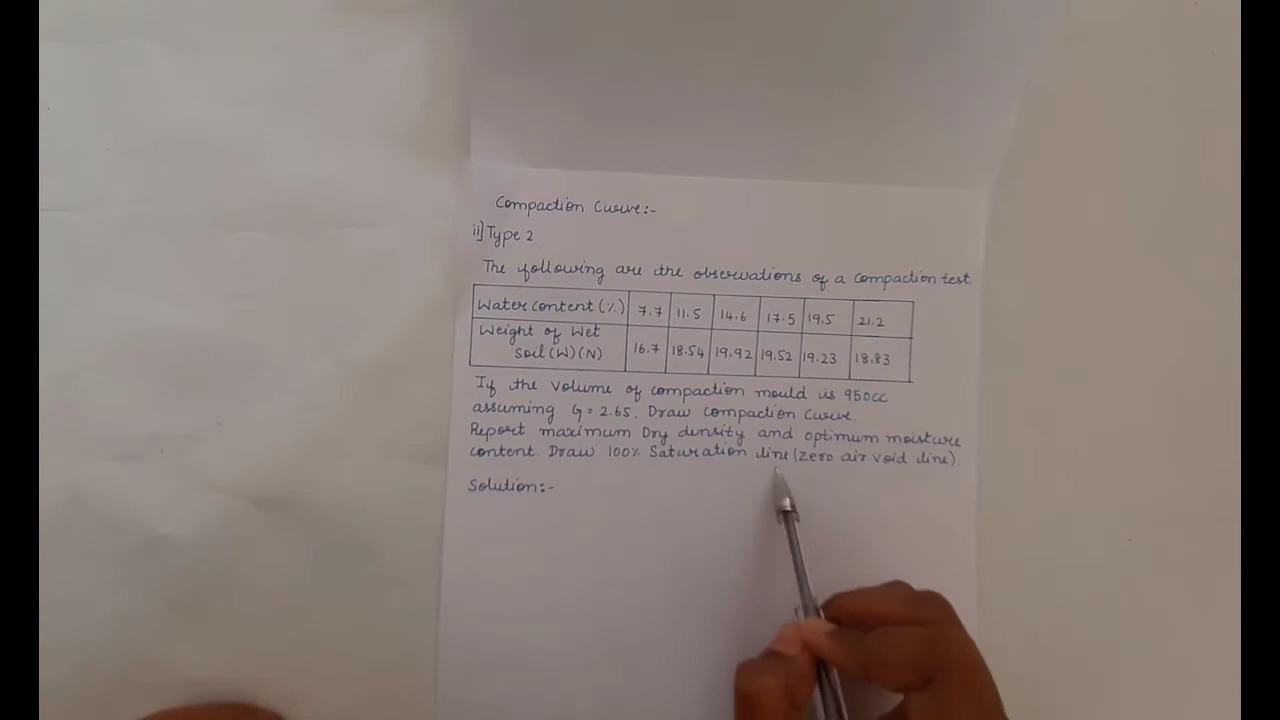 Compaction Curve:-
ii] Type 2
The following are the observations of a compaction test.
Water content (%) 7.7 11.5 14.6 17.5 19.5 21.2
Weight of Wet
Soil (W) (N) 16.7 18.54 19.92 19.52 19.23 18.83
If the Volume of compaction mould is 950cc
assuming G = 2.65. Draw compaction Curve.
Report maximum Dry density and optimum moisture
content. Draw 100% Saturation line (zero air void line).
Solution:-